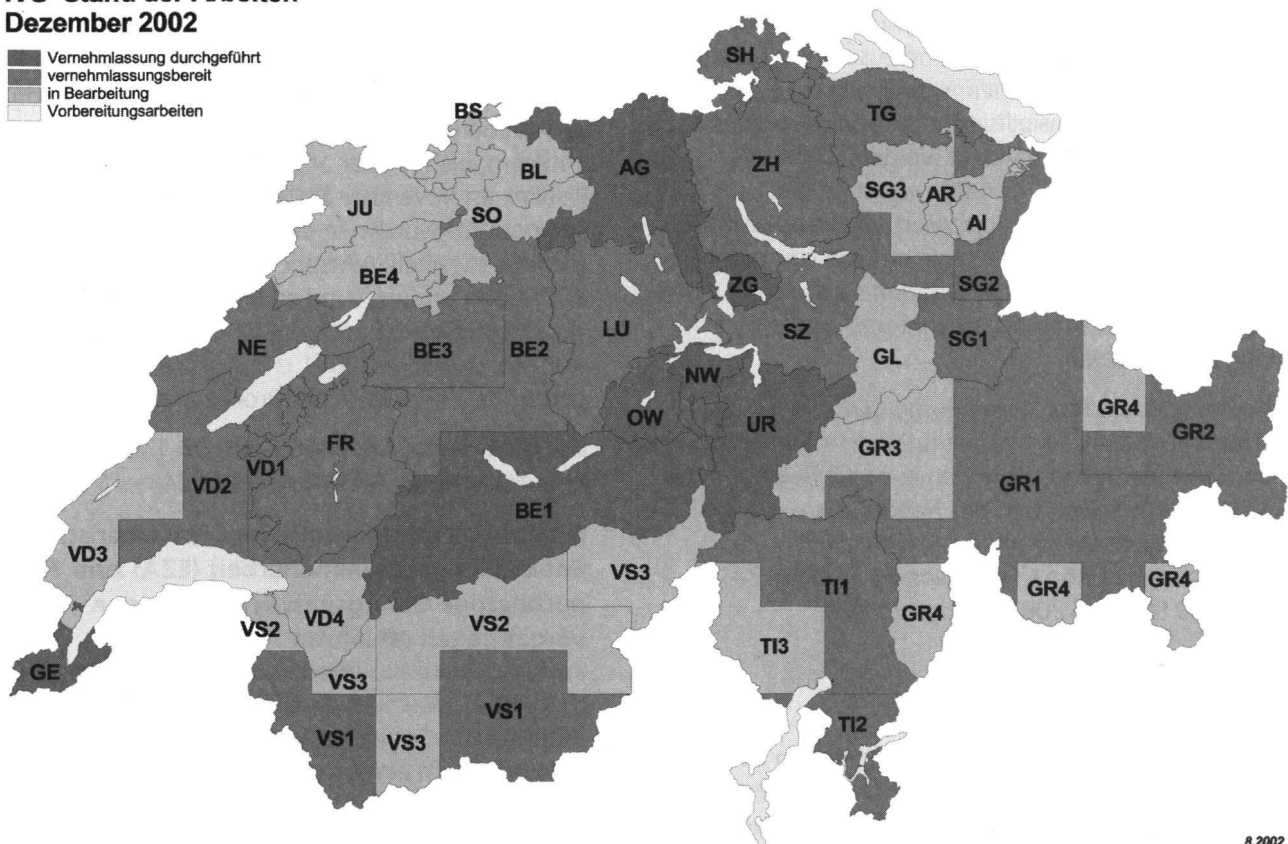 Dezember 2002
Vernehmlassung durchgeführt
vernehmlassungsbereit
in Bearbeitung
Vorbereitungsarbeiten
SH
TG
BS
BL
AG
ZH
SG3
AR
AI
JU
SO
BE4
ZG
SG2
NE
BE3
BE2
LU
SZ
GL
SG1
NW
OW
UR
GR4
GR2
FR
VD1
VD2
GR3
GR1
BE1
VD3
VS3
TI1
GR4
GR4
GR4
VS2
VD4
VS2
TI3
GE
VS3
VS1
VS1
VS3
TI2
8.2002